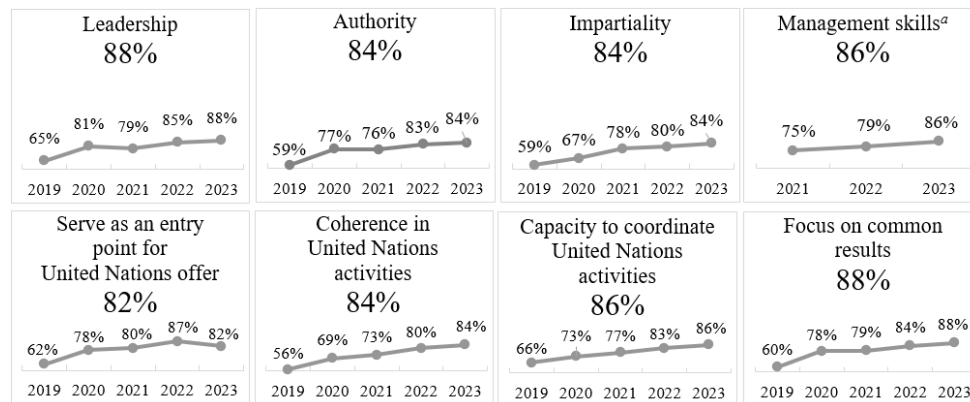 Leadership
88%
65%
81%
79%
85%
88%
2019 2020 2021 2022 2023
Authority
84%
59%
77%
76%
83%
84%
2019 2020 2021 2022 2023
Impartiality
84%
59%
67%
78%
80%
84%
2019 2020 2021 2022 2023
Management skillsᵃ
86%
75%
79%
86%
2021 2022 2023
Serve as an entry
point for
United Nations offer
82%
62%
78%
80%
87%
82%
2019 2020 2021 2022 2023
Coherence in
United Nations
activities
84%
56%
69%
73%
80%
84%
2019 2020 2021 2022 2023
Capacity to coordinate
United Nations
activities
86%
66%
73%
77%
83%
86%
2019 2020 2021 2022 2023
Focus on common
results
88%
60%
78%
79%
84%
88%
2019 2020 2021 2022 2023